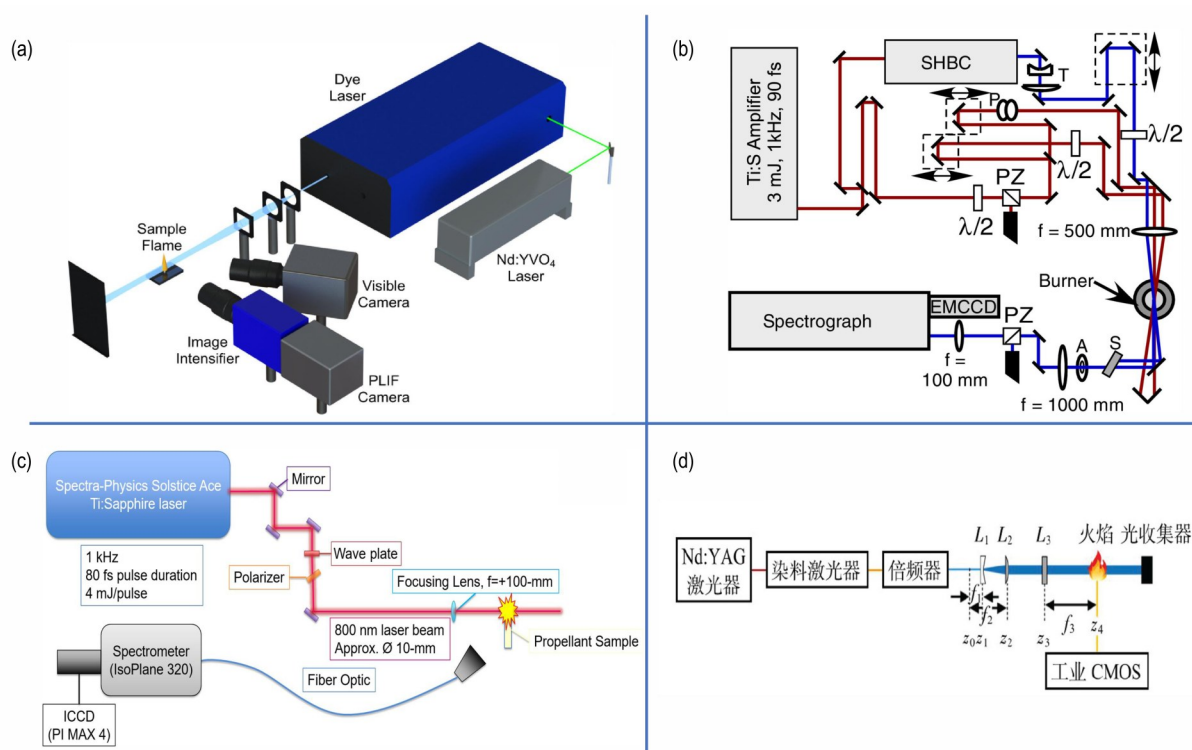 (a)
Dye
Laser
Sample
Flame
Nd:YVO₄
Laser
Visible
Camera
Image
Intensifier
PLIF
Camera
(b)
Ti:S Amplifier
3 mJ, 1kHz, 90 fs
SHBC
T
P
λ/2
λ/2
PZ
λ/2
f = 500 mm
Burner
Spectrograph
EMCCD
PZ
f =
100 mm
A
S
f = 1000 mm
(c)
Spectra-Physics Solstice Ace
Ti:Sapphire laser
Mirror
1 kHz
80 fs pulse duration
4 mJ/pulse
Wave plate
Polarizer
Focusing Lens, f=+100-mm
800 nm laser beam
Approx. Ø 10-mm
Propellant Sample
Spectrometer
(IsoPlane 320)
Fiber Optic
ICCD
(PI MAX 4)
(d)
Nd:YAG
激光器
染料激光器
倍频器
L₁ L₂ L₃ 火焰 光收集器
f₁
f₂
f₃
z₀ z₁ z₂ z₃ z₄
工业 CMOS